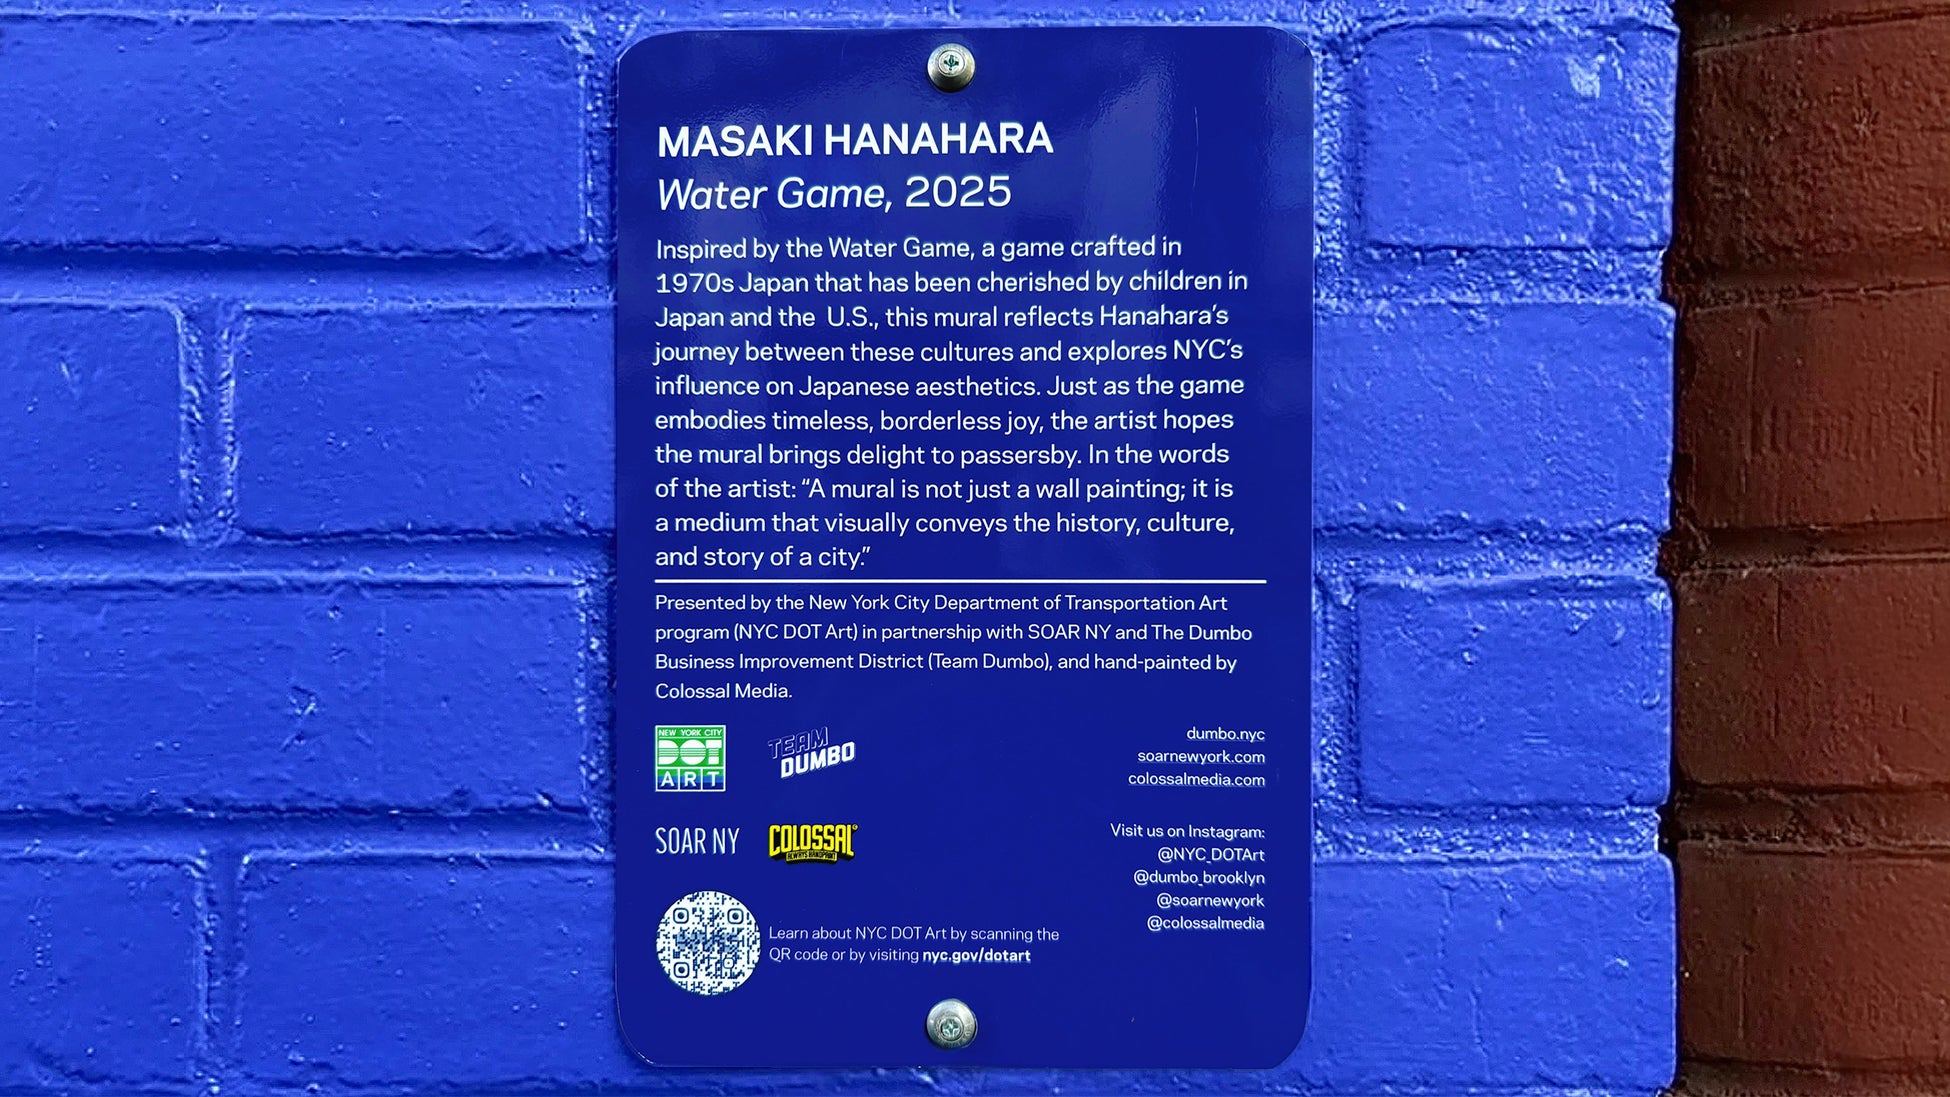 MASAKI HANAHARA
Water Game, 2025
Inspired by the Water Game, a game crafted in
1970s Japan that has been cherished by children in
Japan and the U.S., this mural reflects Hanahara’s
journey between these cultures and explores NYC’s
influence on Japanese aesthetics. Just as the game
embodies timeless, borderless joy, the artist hopes
the mural brings delight to passersby. In the words
of the artist: “A mural is not just a wall painting; it is
a medium that visually conveys the history, culture,
and story of a city.”
Presented by the New York City Department of Transportation Art
program (NYC DOT Art) in partnership with SOAR NY and The Dumbo
Business Improvement District (Team Dumbo), and hand-painted by
Colossal Media.
NEW YORK CITY
DOT
ART
TEAM
DUMBO
dumbo.nyc
soarnewyork.com
colossalmedia.com
SOAR NY
COLOSSAL
ALWAYS HANDPAINT
Visit us on Instagram:
@NYC_DOTArt
@dumbo_brooklyn
@soarnewyork
@colossalmedia
Learn about NYC DOT Art by scanning the
QR code or by visiting nyc.gov/dotart